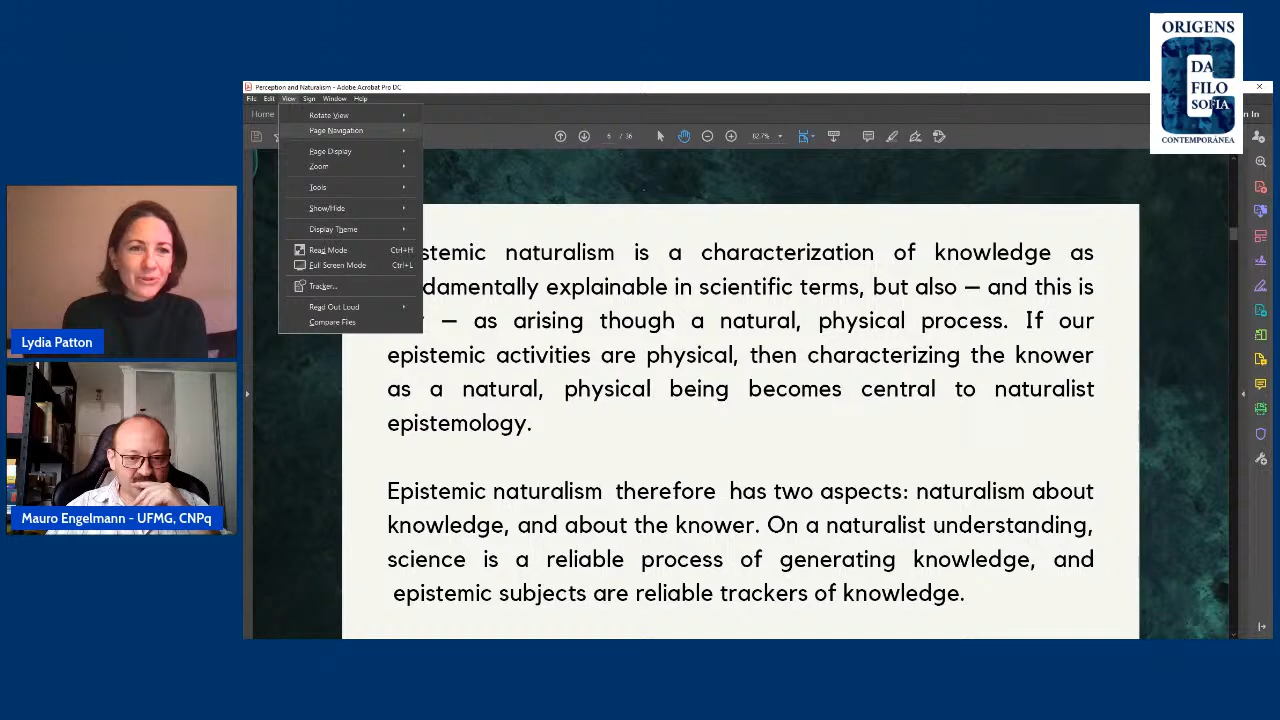 ORIGENS
DA
FILO
SOFIA
CONTEMPORÂNEA
Perception and Naturalism - Adobe Acrobat Pro DC
File Edit View Sign Window Help
Home
In In
6 / 36
82.7%
Rotate View
Page Navigation
Page Display
Zoom
Tools
Show/Hide
Display Theme
Read Mode Ctrl+H
Full Screen Mode Ctrl+L
Tracker...
Read Out Loud
Compare Files
stemic naturalism is a characterization of knowledge as
damentally explainable in scientific terms, but also — and this is
— as arising though a natural, physical process. If our
epistemic activities are physical, then characterizing the knower
as a natural, physical being becomes central to naturalist
epistemology.
Epistemic naturalism therefore has two aspects: naturalism about
knowledge, and about the knower. On a naturalist understanding,
science is a reliable process of generating knowledge, and
epistemic subjects are reliable trackers of knowledge.
Lydia Patton
Mauro Engelmann - UFMG, CNPq